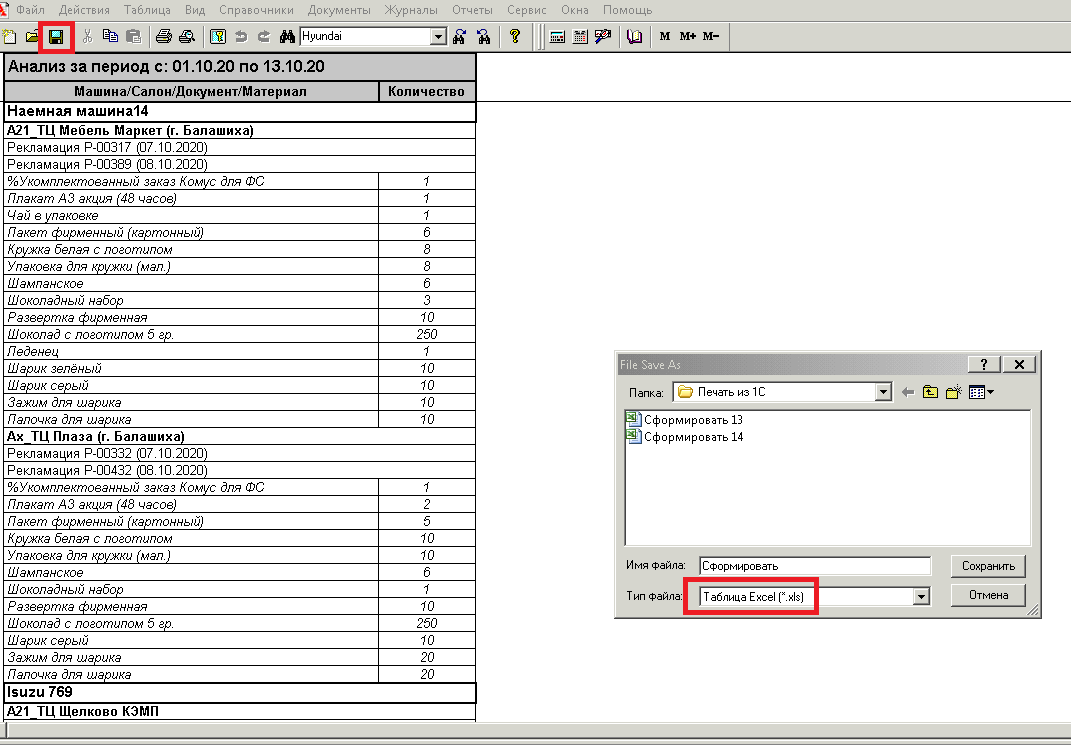 Файл Действия Таблица Вид Справочники Документы Журналы Отчеты Сервис Окна Помощь
Hyundai M M+ M−
Анализ за период с: 01.10.20 по 13.10.20
Машина/Салон/Документ/Материал Количество
Наемная машина14
А21_ТЦ Мебель Маркет (г. Балашиха)
Рекламация Р-00317 (07.10.2020)
Рекламация Р-00389 (08.10.2020)
%Укомплектованный заказ Комус для ФС 1
Плакат А3 акция (48 часов) 1
Чай в упаковке 1
Пакет фирменный (картонный) 6
Кружка белая с логотипом 8
Упаковка для кружки (мал.) 8
Шампанское 6
Шоколадный набор 3
Развертка фирменная 10
Шоколад с логотипом 5 гр. 250
Леденец 1
Шарик зелёный 10
Шарик серый 10
Зажим для шарика 10
Палочка для шарика 10
Ах_ТЦ Плаза (г. Балашиха)
Рекламация Р-00332 (07.10.2020)
Рекламация Р-00432 (08.10.2020)
%Укомплектованный заказ Комус для ФС 1
Плакат А3 акция (48 часов) 2
Пакет фирменный (картонный) 5
Кружка белая с логотипом 10
Упаковка для кружки (мал.) 10
Шампанское 6
Шоколадный набор 1
Развертка фирменная 10
Шоколад с логотипом 5 гр. 250
Шарик серый 10
Зажим для шарика 20
Палочка для шарика 20
Isuzu 769
А21_ТЦ Щелково КЭМП
File Save As
Папка: Печать из 1С
Сформировать 13
Сформировать 14
Имя файла: Сформировать Сохранить
Тип файла: Таблица Excel (*.xls) Отмена